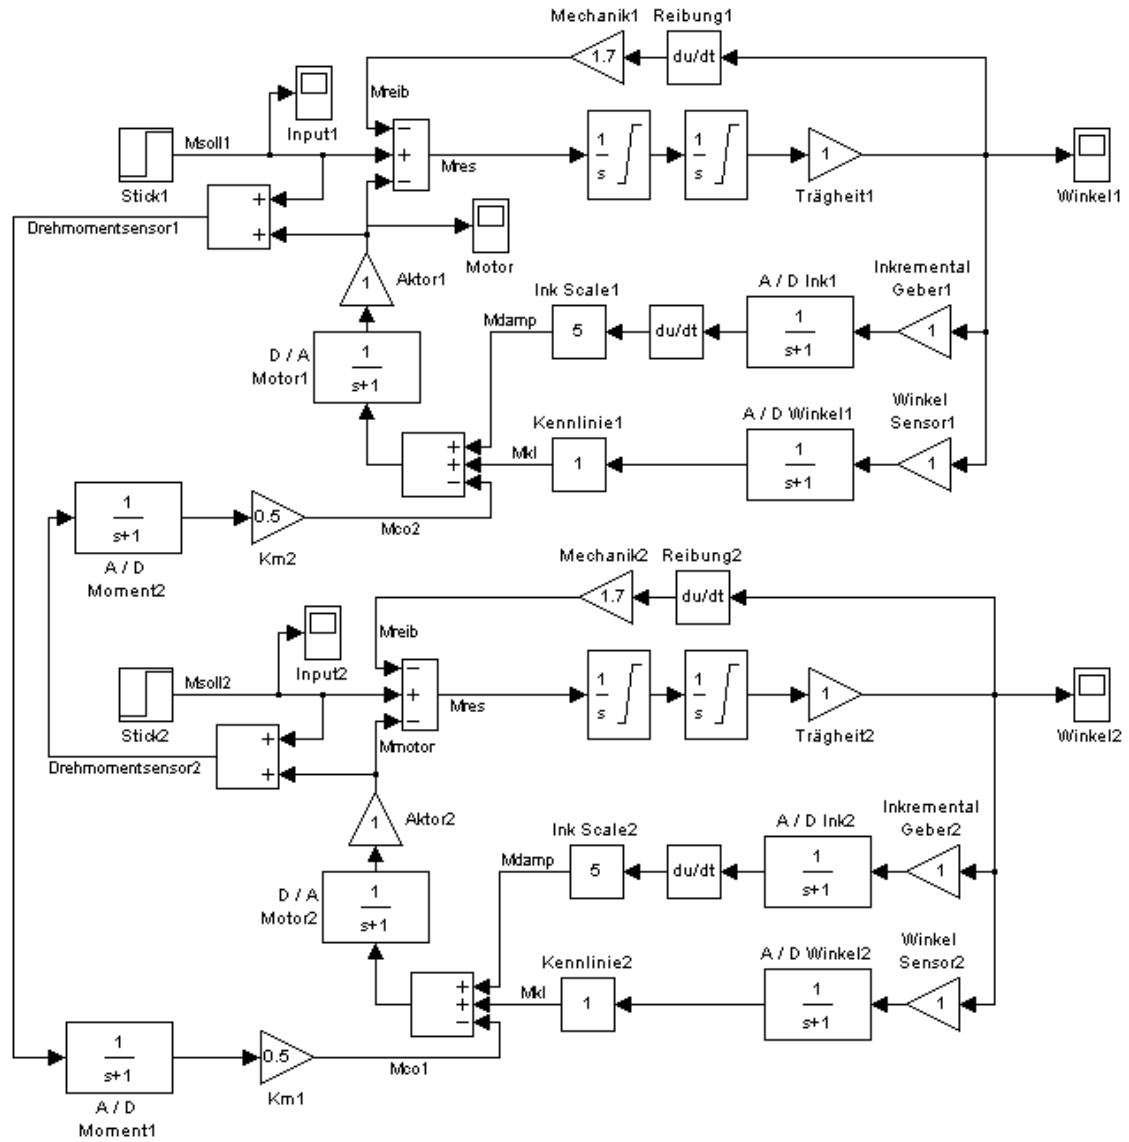 Mechanik1 Reibung1
1.7 du/dt
Mreib
Input1
Msoll1
Stick1
−
+
−
Mres
1
s
1
s
1
Trägheit1
Winkel1
+
+
Drehmomentsensor1
Motor
1
Aktor1
D / A
Motor1
1
s+1
Mdamp
Ink Scale1
5
du/dt
A / D Ink1
1
s+1
Inkremental
Geber1
1
Kennlinie1
Mkl
1
A / D Winkel1
1
s+1
Winkel
Sensor1
1
+
+
−
1
s+1
A / D
Moment2
0.5
Km2
Mco2
Mechanik2 Reibung2
1.7 du/dt
Mreib
Input2
Msoll2
Stick2
−
+
−
Mres
Mmotor
1
s
1
s
1
Trägheit2
Winkel2
+
+
Drehmomentsensor2
1
Aktor2
D / A
Motor2
1
s+1
Mdamp
Ink Scale2
5
du/dt
A / D Ink2
1
s+1
Inkremental
Geber2
1
Kennlinie2
Mkl
1
A / D Winkel2
1
s+1
Winkel
Sensor2
1
+
+
−
1
s+1
A / D
Moment1
0.5
Km1
Mco1